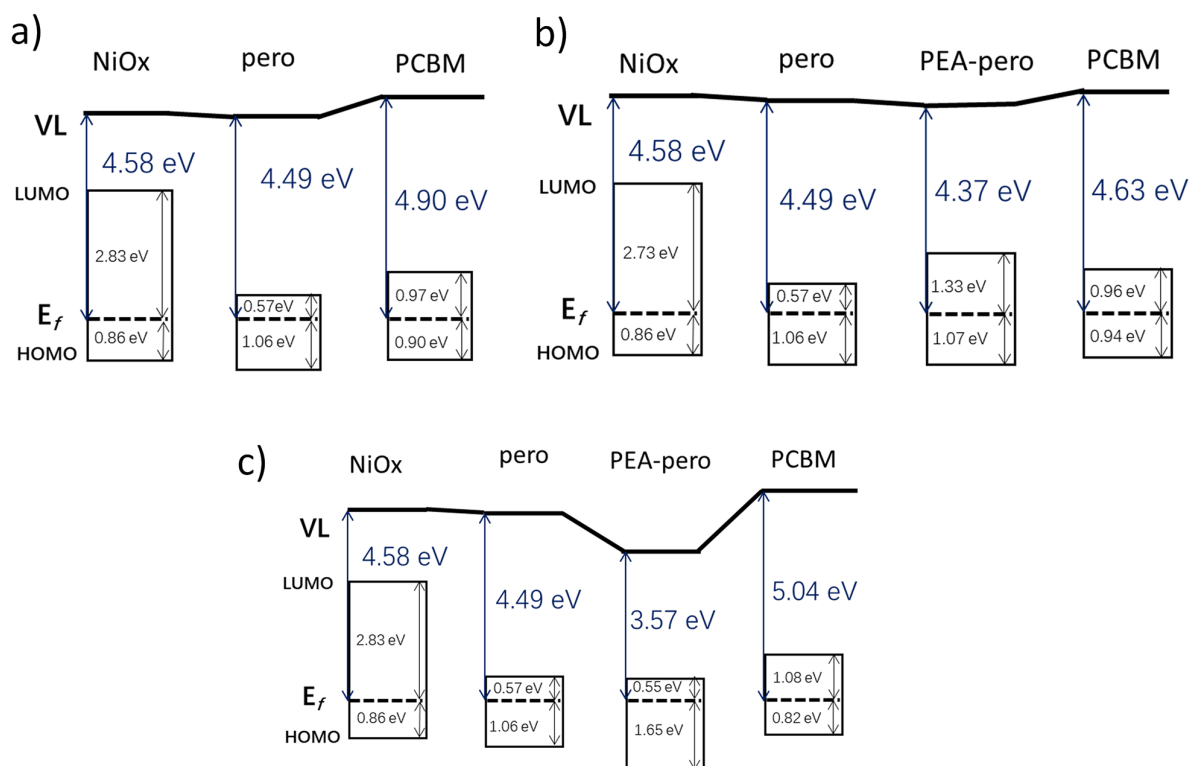 a)
NiOx pero PCBM
VL
4.58 eV 4.49 eV 4.90 eV
LUMO
2.83 eV 0.57eV 0.97 eV
Ef
0.86 eV 1.06 eV 0.90 eV
HOMO
b)
NiOx pero PEA-pero PCBM
VL
4.58 eV 4.49 eV 4.37 eV 4.63 eV
LUMO
2.73 eV 0.57 eV 1.33 eV 0.96 eV
Ef
0.86 eV 1.06 eV 1.07 eV 0.94 eV
HOMO
c)
NiOx pero PEA-pero PCBM
VL
4.58 eV 4.49 eV 3.57 eV 5.04 eV
LUMO
2.83 eV 0.57 eV 0.55 eV 1.08 eV
Ef
0.86 eV 1.06 eV 1.65 eV 0.82 eV
HOMO